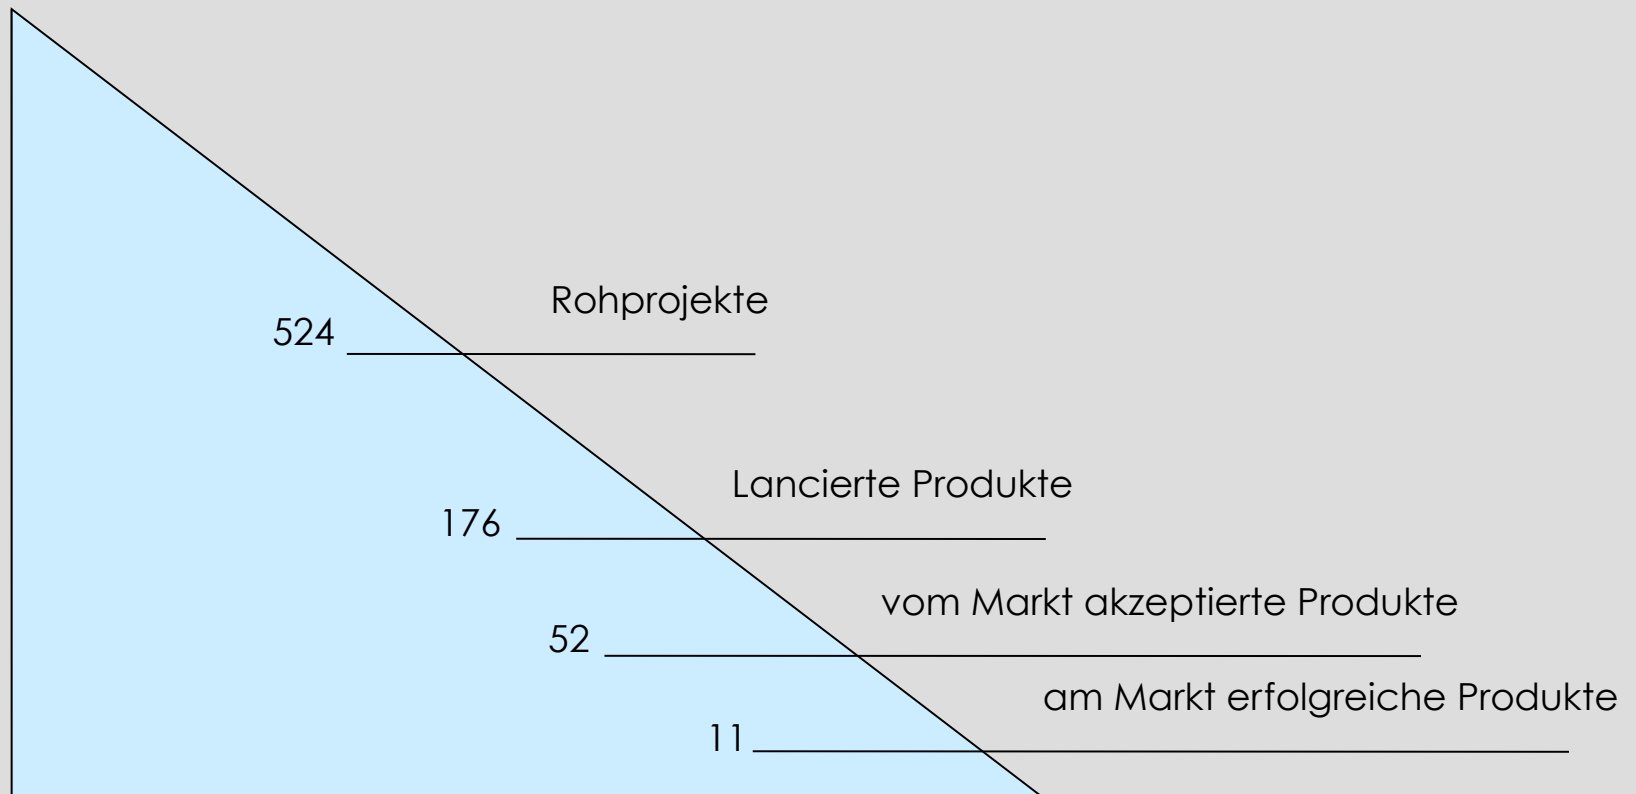 Rohprojekte
524
Lancierte Produkte
176
vom Markt akzeptierte Produkte
52
am Markt erfolgreiche Produkte
11